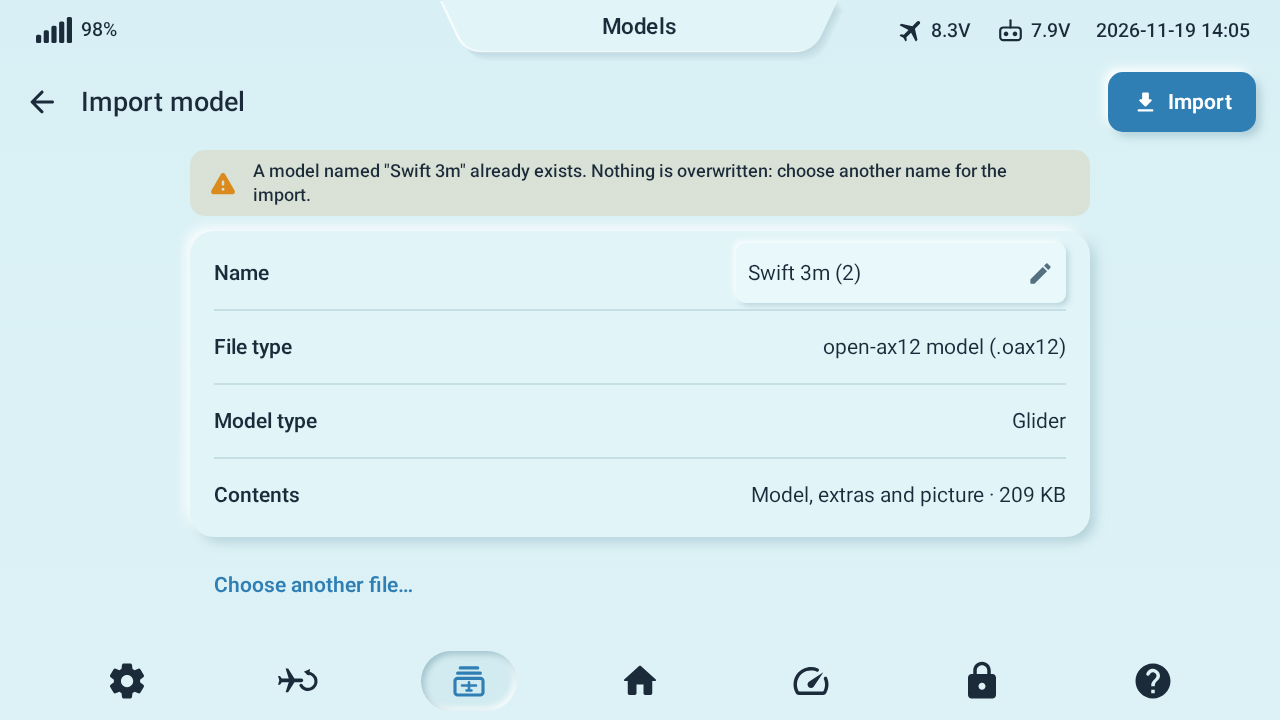 98%
Models
8.3V
7.9V
2026-11-19 14:05
Import model
Import
A model named "Swift 3m" already exists. Nothing is overwritten: choose another name for the
import.
Name
Swift 3m (2)
File type
open-ax12 model (.oax12)
Model type
Glider
Contents
Model, extras and picture · 209 KB
Choose another file…